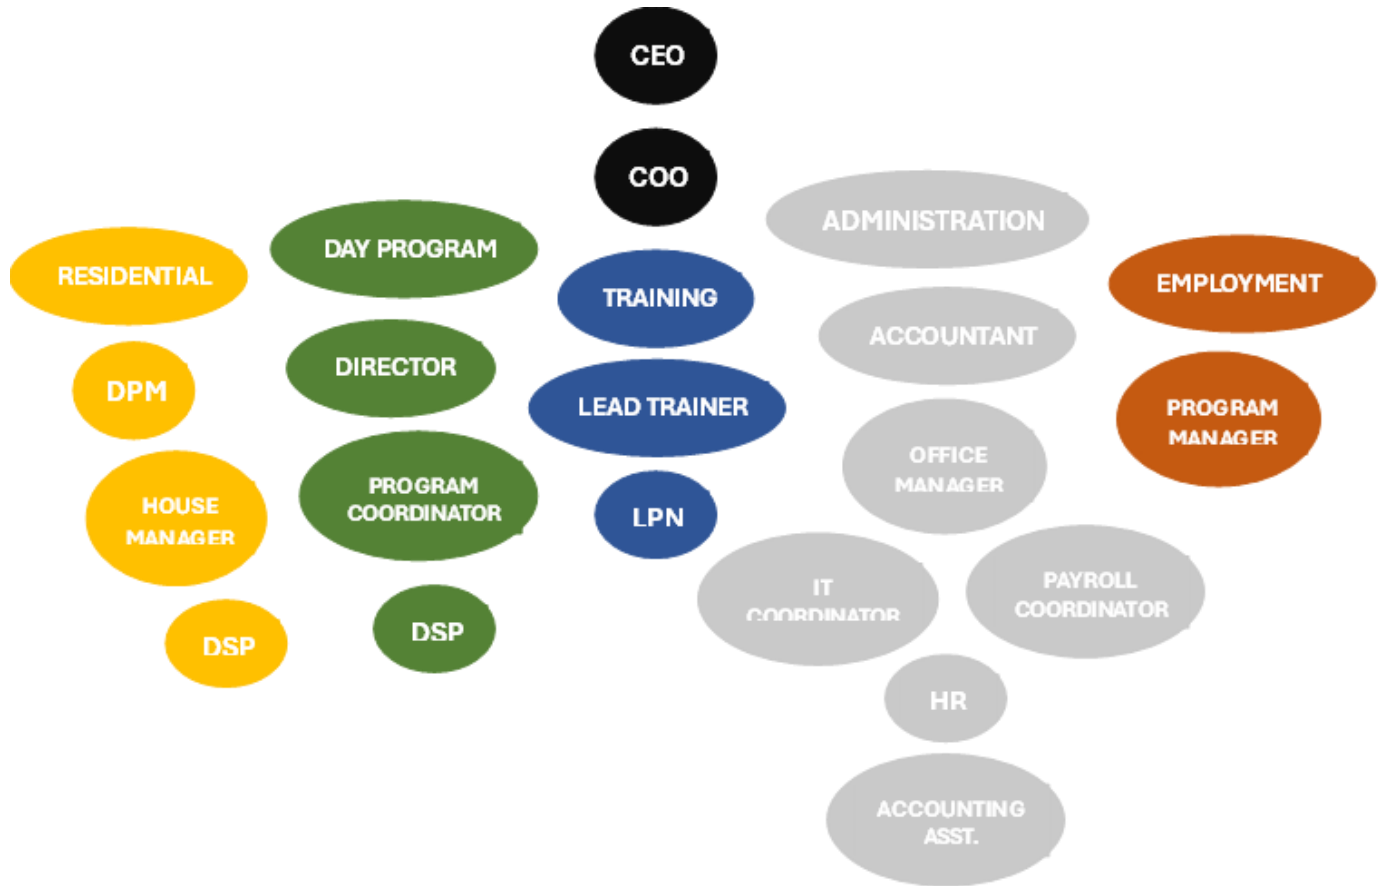 CEO
COO
RESIDENTIAL
DPM
HOUSE
MANAGER
DSP
DAY PROGRAM
DIRECTOR
PROGRAM
COORDINATOR
DSP
TRAINING
LEAD TRAINER
LPN
ADMINISTRATION
ACCOUNTANT
OFFICE
MANAGER
IT
COORDINATOR
PAYROLL
COORDINATOR
HR
ACCOUNTING
ASST.
EMPLOYMENT
PROGRAM
MANAGER